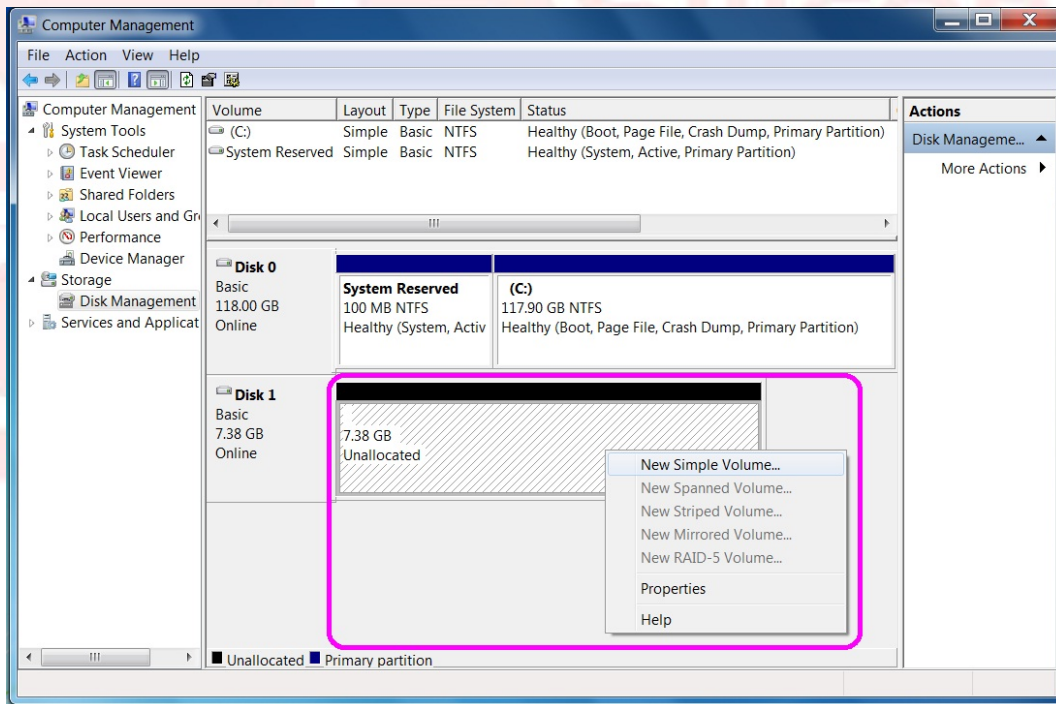 Computer Management
File Action View Help
Computer Management
System Tools
Task Scheduler
Event Viewer
Shared Folders
Local Users and Gr
Performance
Device Manager
Storage
Disk Management
Services and Applicat
Volume Layout Type File System Status
(C:) Simple Basic NTFS Healthy (Boot, Page File, Crash Dump, Primary Partition)
System Reserved Simple Basic NTFS Healthy (System, Active, Primary Partition)
Disk 0
Basic
118.00 GB
Online
System Reserved
100 MB NTFS
Healthy (System, Activ
(C:)
117.90 GB NTFS
Healthy (Boot, Page File, Crash Dump, Primary Partition)
Disk 1
Basic
7.38 GB
Online
7.38 GB
Unallocated
New Simple Volume...
New Spanned Volume...
New Striped Volume...
New Mirrored Volume...
New RAID-5 Volume...
Properties
Help
Unallocated Primary partition
Actions
Disk Manageme...
More Actions